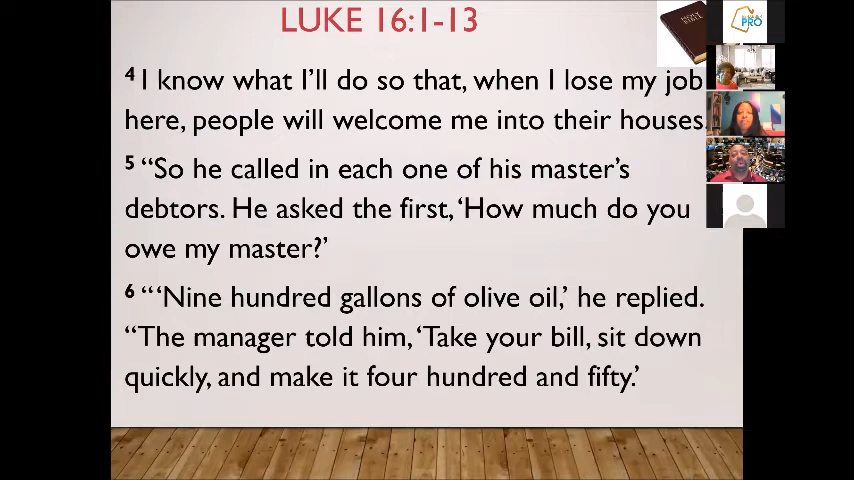 LUKE 16:1-13
4 I know what I’ll do so that, when I lose my job
here, people will welcome me into their houses.
5 “So he called in each one of his master’s
debtors. He asked the first, ‘How much do you
owe my master?’
6 “‘Nine hundred gallons of olive oil,’ he replied.
“The manager told him, ‘Take your bill, sit down
quickly, and make it four hundred and fifty.’
HOLY BIBLE
PRO